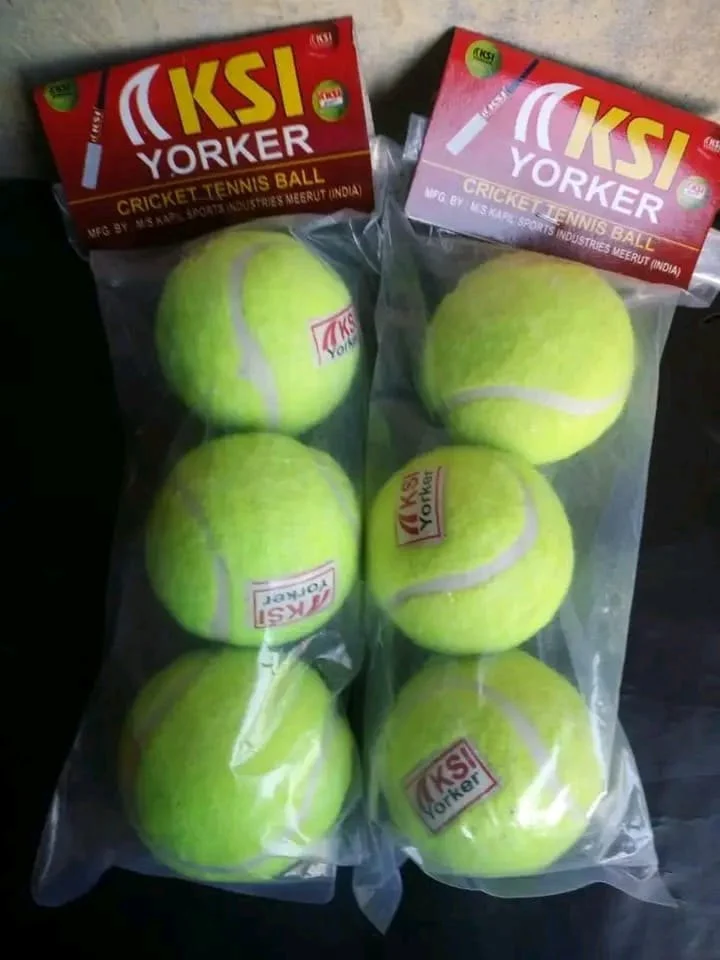 KSI
YORKER
CRICKET TENNIS BALL
MFG. BY : M/S KAPIL SPORTS INDUSTRIES MEERUT (INDIA)
KSI
KSI
YORKER
CRICKET TENNIS BALL
MFG. BY : M/S KAPIL SPORTS INDUSTRIES MEERUT (INDIA)
KSI
KSI
Yorker
KSI
Yorker
KSI
Yorker
KSI
Yorker